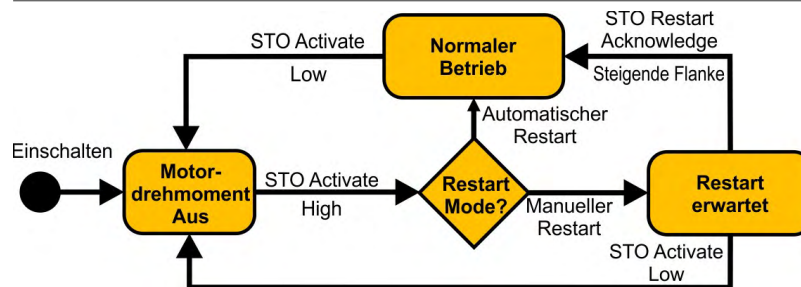 STO Activate
Low
Normaler
Betrieb
STO Restart
Acknowledge
Steigende Flanke
Automatischer
Restart
Einschalten
Motor-
drehmoment
Aus
STO Activate
High
Restart
Mode?
Manueller
Restart
Restart
erwartet
STO Activate
Low